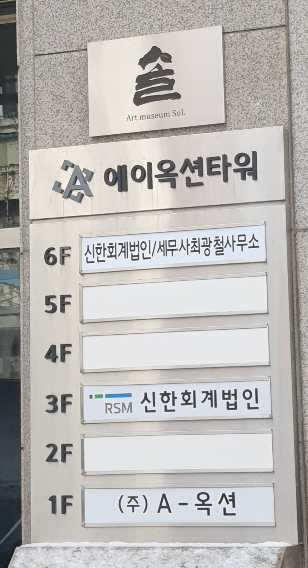 솔
Art museum Sol.
A 에이옥션타워
6F 신한회계법인/세무사최광철사무소
5F
4F
3F RSM 신한회계법인
2F
1F (주) A-옥션